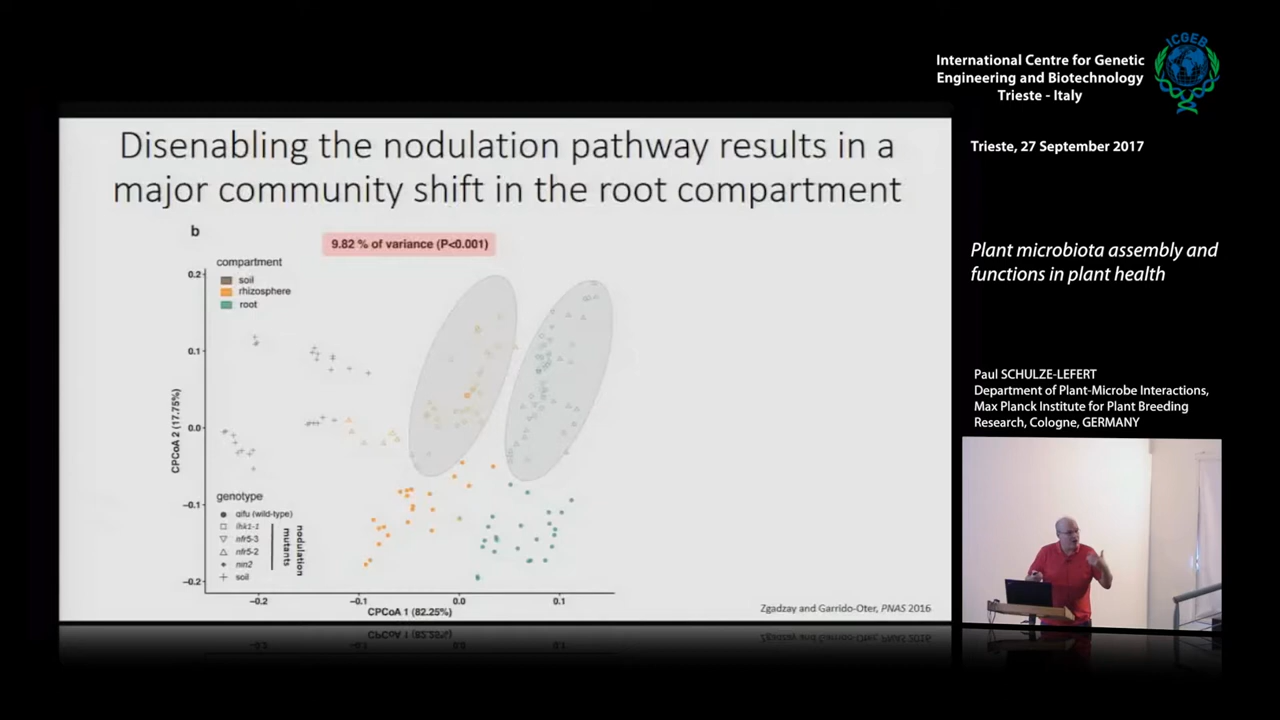 ICGEB
International Centre for Genetic
Engineering and Biotechnology
Trieste - Italy
Trieste, 27 September 2017
Disenabling the nodulation pathway results in a
major community shift in the root compartment
b
9.82 % of variance (P<0.001)
compartment
soil
rhizosphere
root
0.2
0.1
0.0
−0.1
−0.2
CPCoA 2 (17.75%)
genotype
gifu (wild-type)
lhk1-1
nfr5-3
nfr5-2
nin2
soil
nodulation
mutants
−0.2
−0.1
0.0
0.1
CPCoA 1 (82.25%)
Zgadzay and Garrido-Oter, PNAS 2016
Plant microbiota assembly and
functions in plant health
Paul SCHULZE-LEFERT
Department of Plant-Microbe Interactions,
Max Planck Institute for Plant Breeding
Research, Cologne, GERMANY